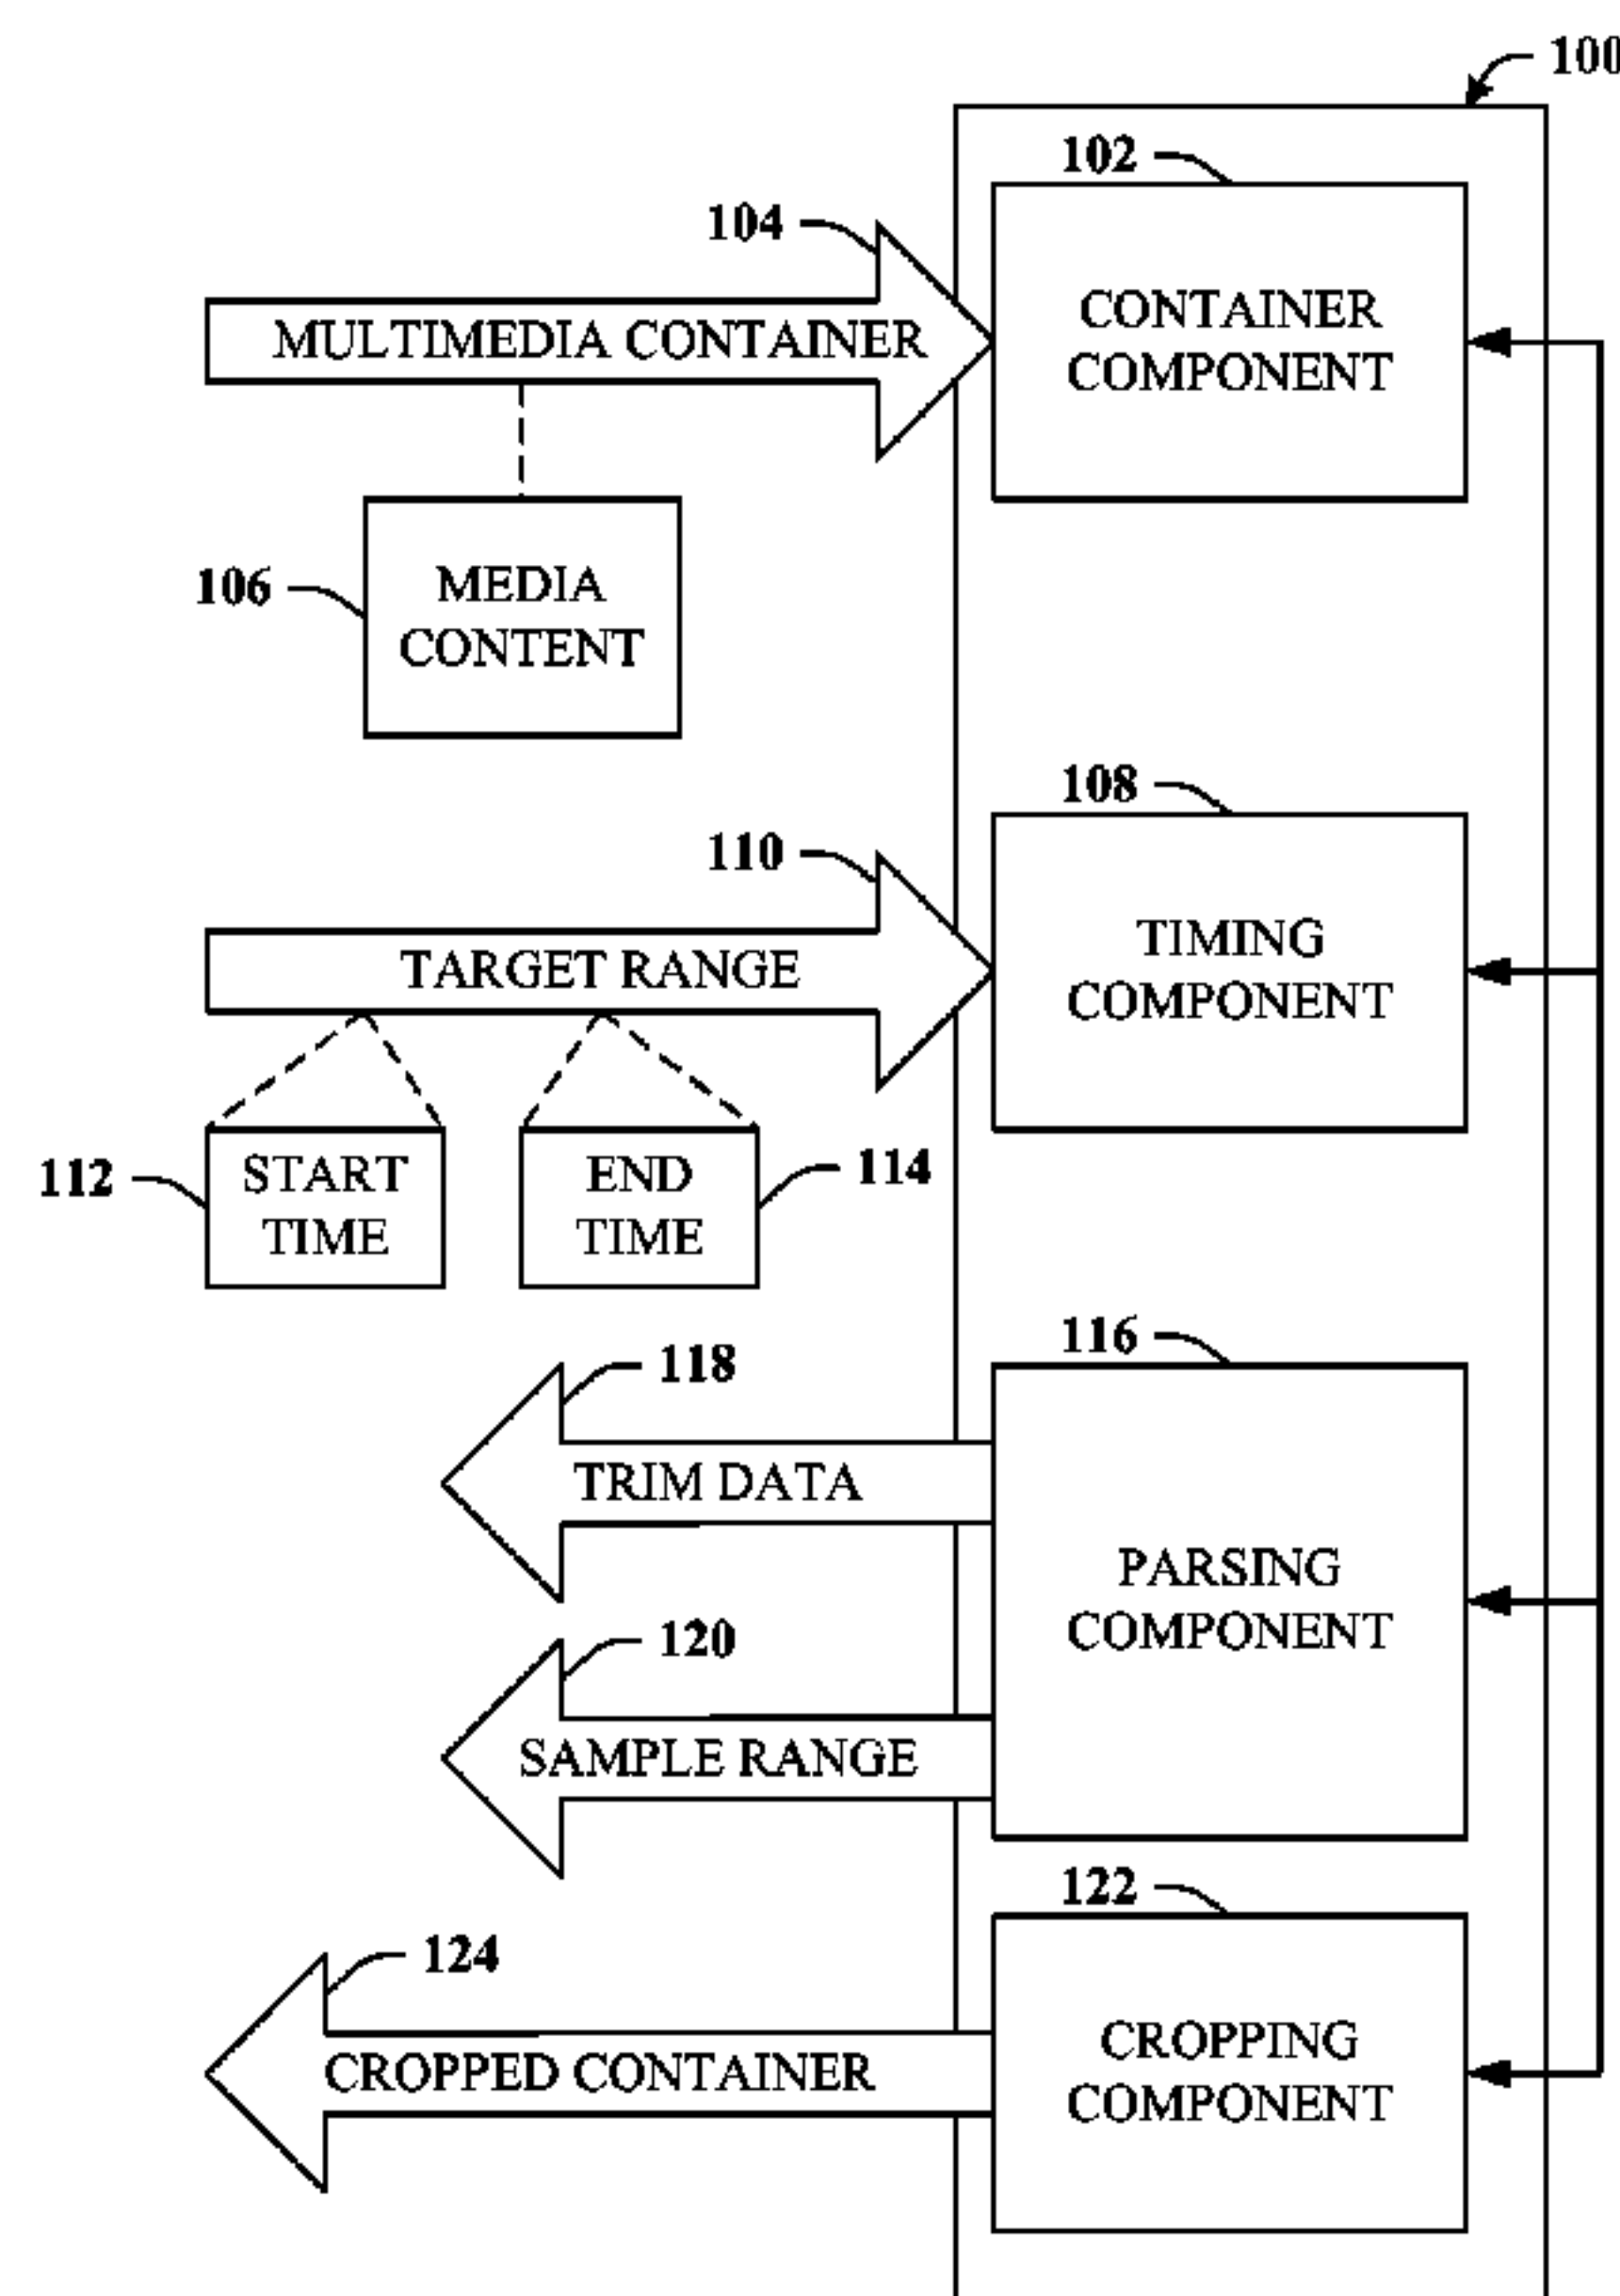 100
102
104
MULTIMEDIA CONTAINER
CONTAINER
COMPONENT
106
MEDIA
CONTENT
108
110
TARGET RANGE
TIMING
COMPONENT
112
START
TIME
END
TIME
114
116
118
TRIM DATA
PARSING
COMPONENT
120
SAMPLE RANGE
122
124
CROPPED CONTAINER
CROPPING
COMPONENT